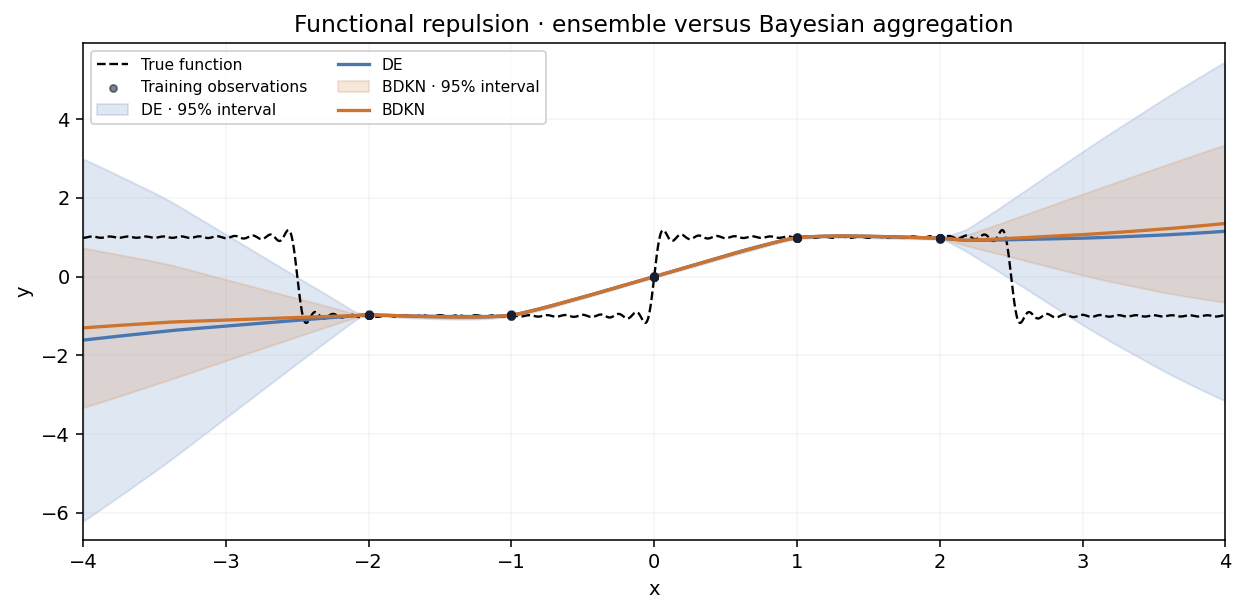 Functional repulsion · ensemble versus Bayesian aggregation
True function
Training observations
DE · 95% interval
DE
BDKN · 95% interval
BDKN
y
4
2
0
−2
−4
−6
−4
−3
−2
−1
0
1
2
3
4
x